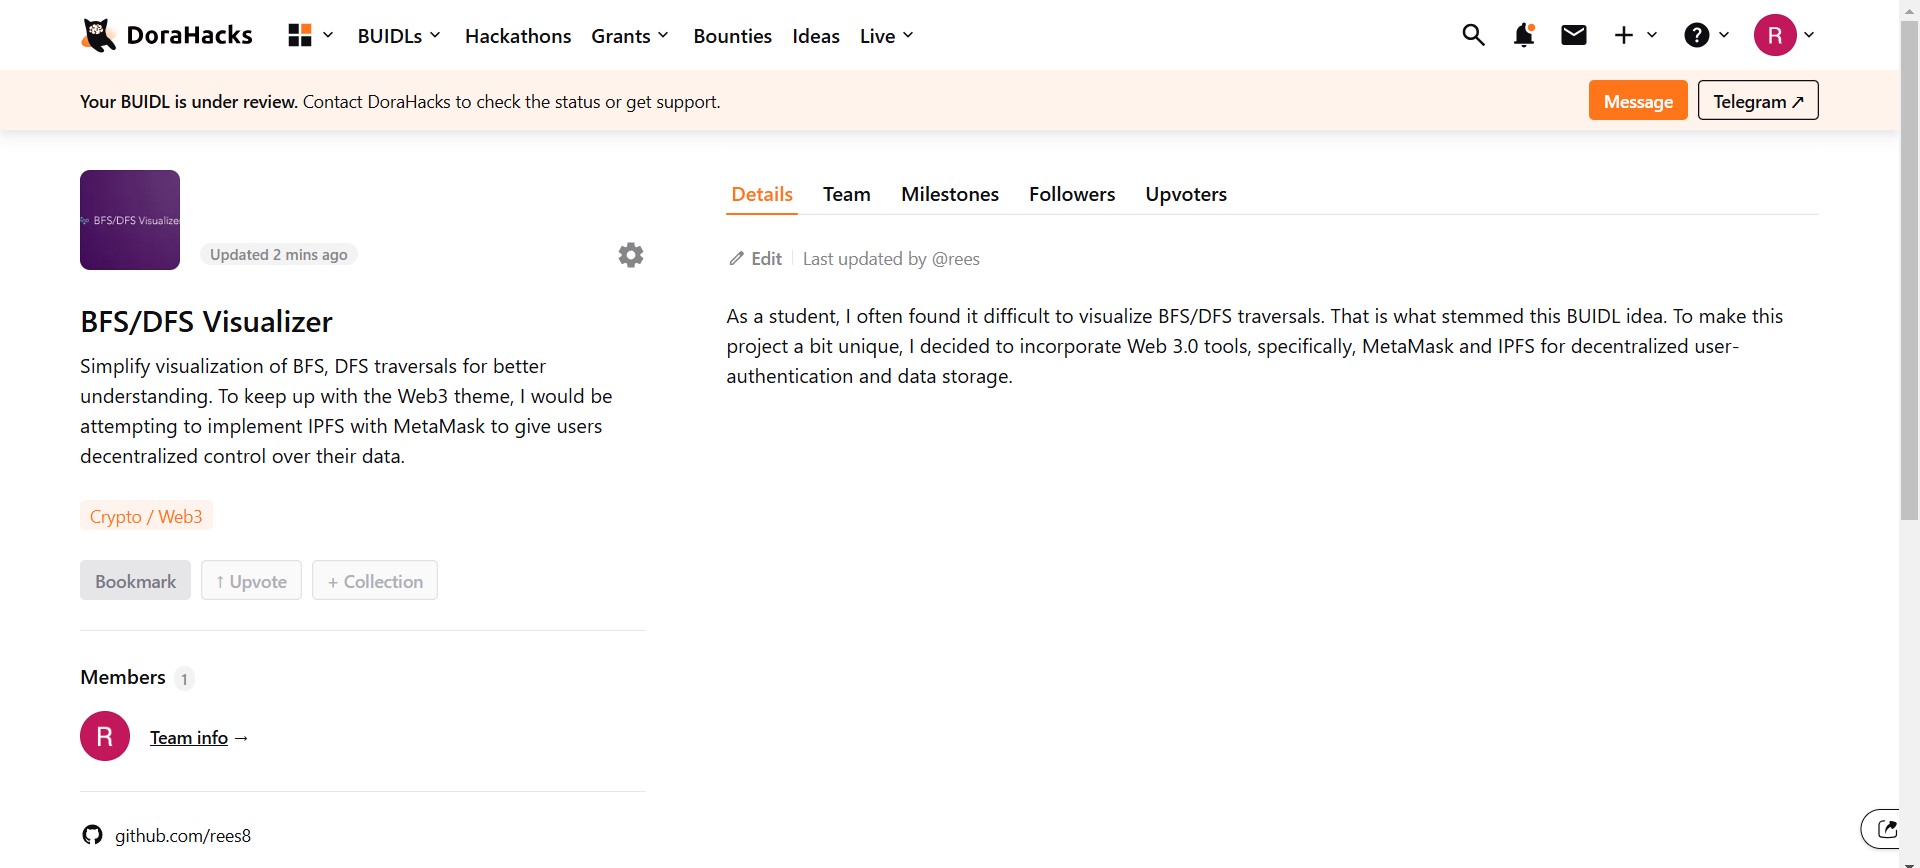 DoraHacks
BUIDLs
Hackathons
Grants
Bounties
Ideas
Live
R
Your BUIDL is under review. Contact DoraHacks to check the status or get support.
Message
Telegram ↗
BFS/DFS Visualize
Updated 2 mins ago
BFS/DFS Visualizer
Simplify visualization of BFS, DFS traversals for better
understanding. To keep up with the Web3 theme, I would be
attempting to implement IPFS with MetaMask to give users
decentralized control over their data.
Crypto / Web3
Bookmark
↑ Upvote
+ Collection
Members 1
R
Team info →
github.com/rees8
Details
Team
Milestones
Followers
Upvoters
Edit
Last updated by @rees
As a student, I often found it difficult to visualize BFS/DFS traversals. That is what stemmed this BUIDL idea. To make this
project a bit unique, I decided to incorporate Web 3.0 tools, specifically, MetaMask and IPFS for decentralized user-
authentication and data storage.